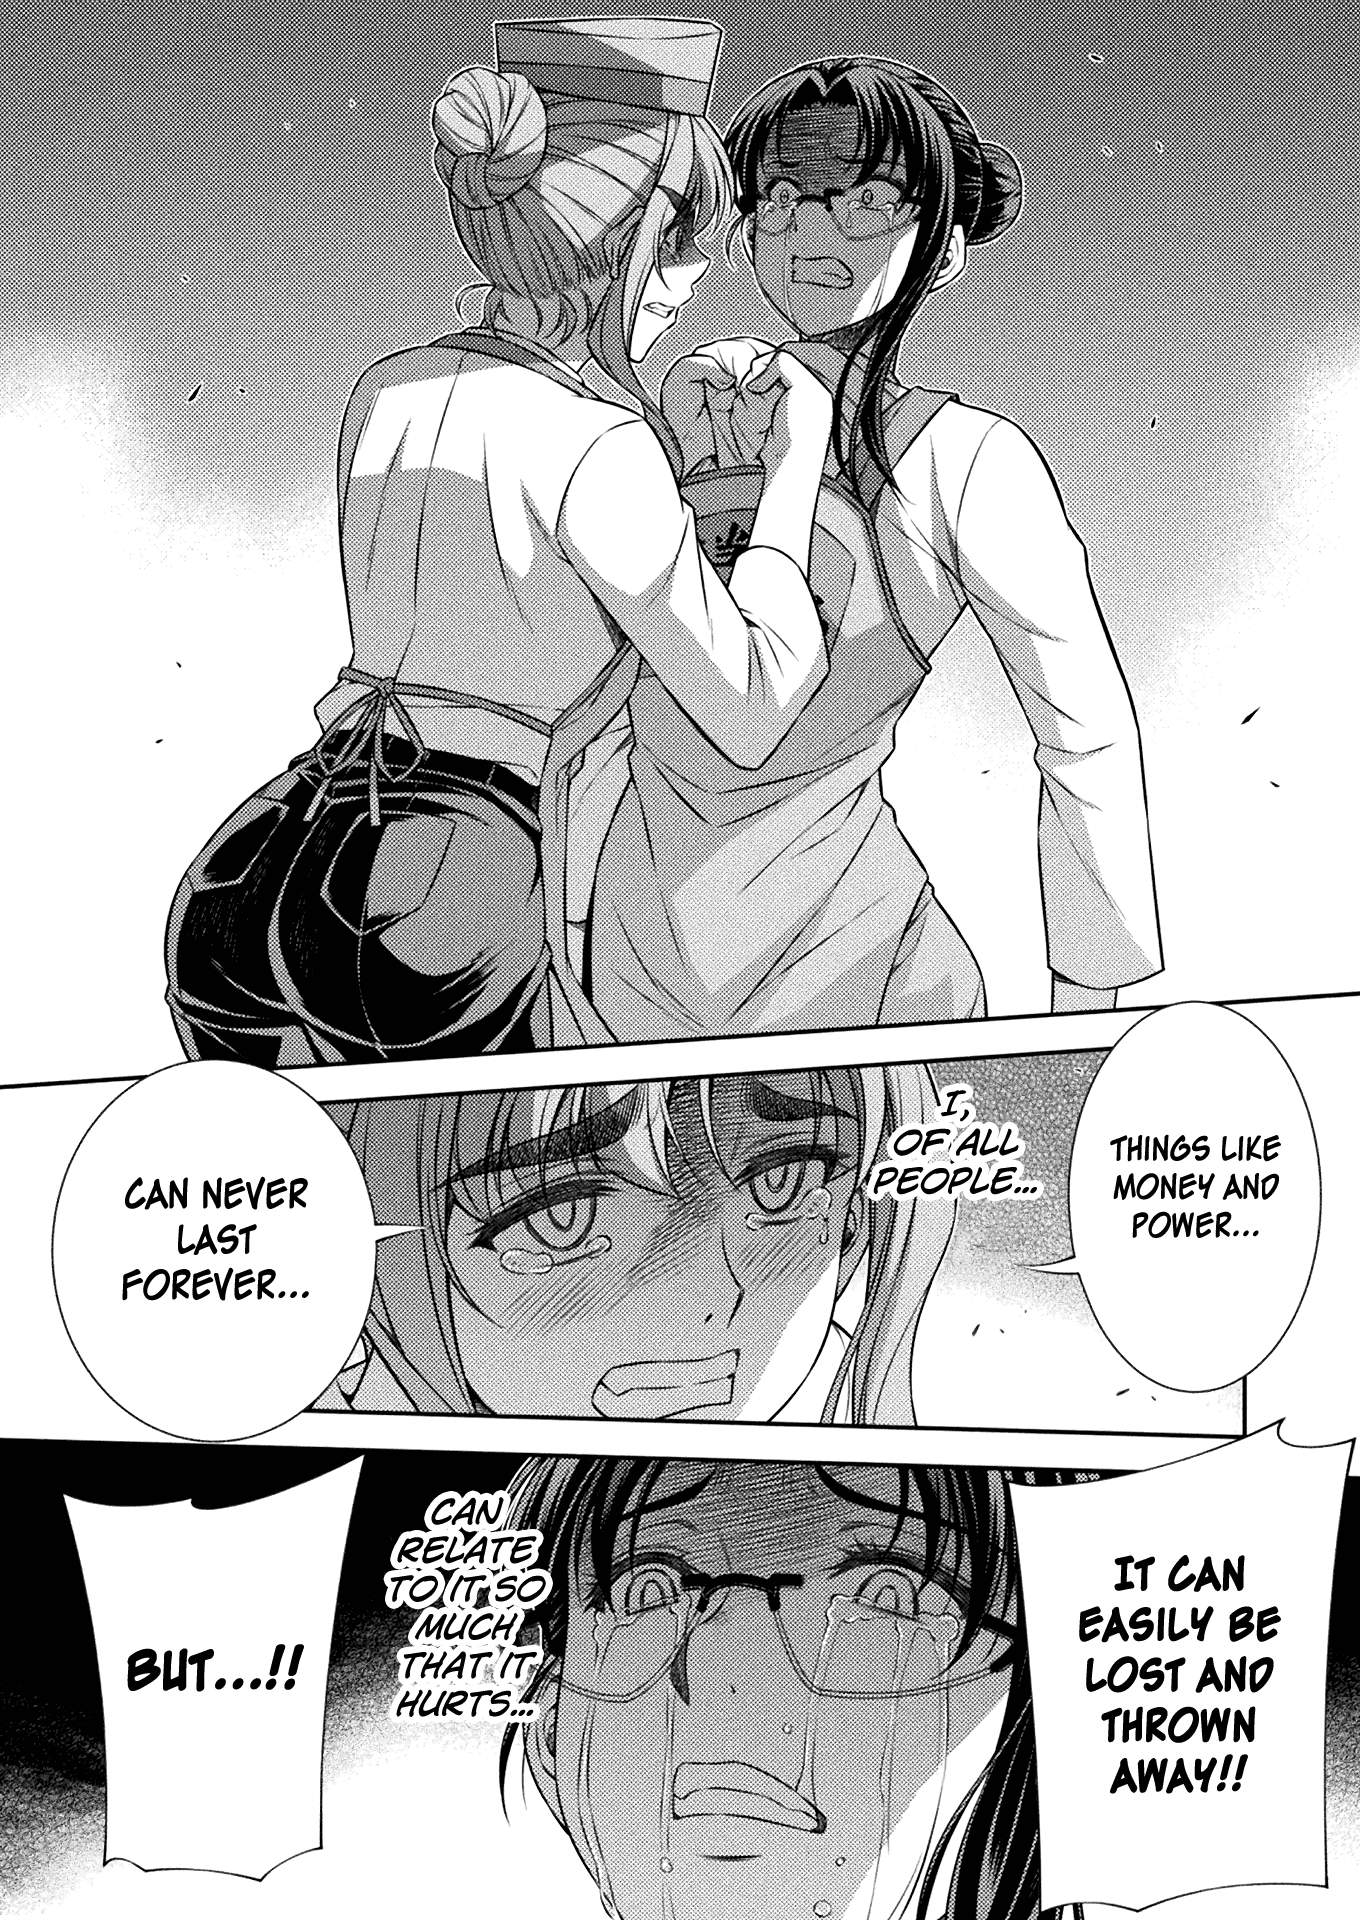 THINGS LIKE
MONEY AND
POWER...
I,
OF ALL
PEOPLE...
CAN NEVER
LAST
FOREVER...
IT CAN
EASILY BE
LOST AND
THROWN
AWAY!!
CAN
RELATE
TO IT SO
MUCH
THAT IT
HURTS...
BUT...!!